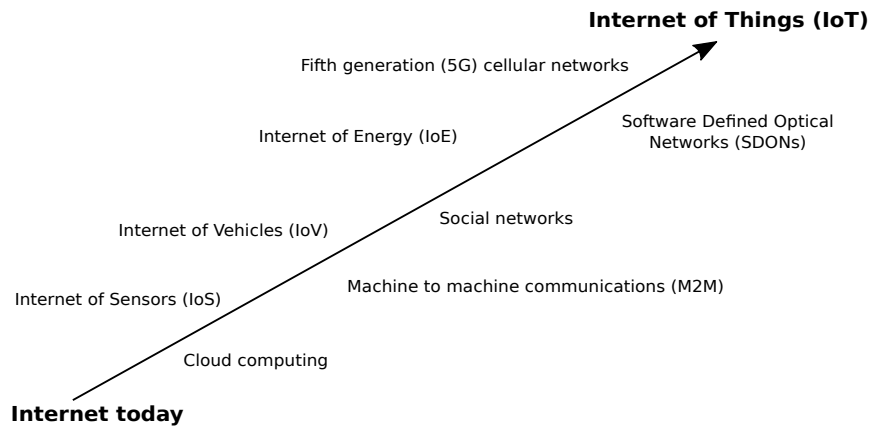 Internet of Things (IoT)
Fifth generation (5G) cellular networks
Software Defined Optical
Networks (SDONs)
Internet of Energy (IoE)
Social networks
Internet of Vehicles (IoV)
Machine to machine communications (M2M)
Internet of Sensors (IoS)
Cloud computing
Internet today